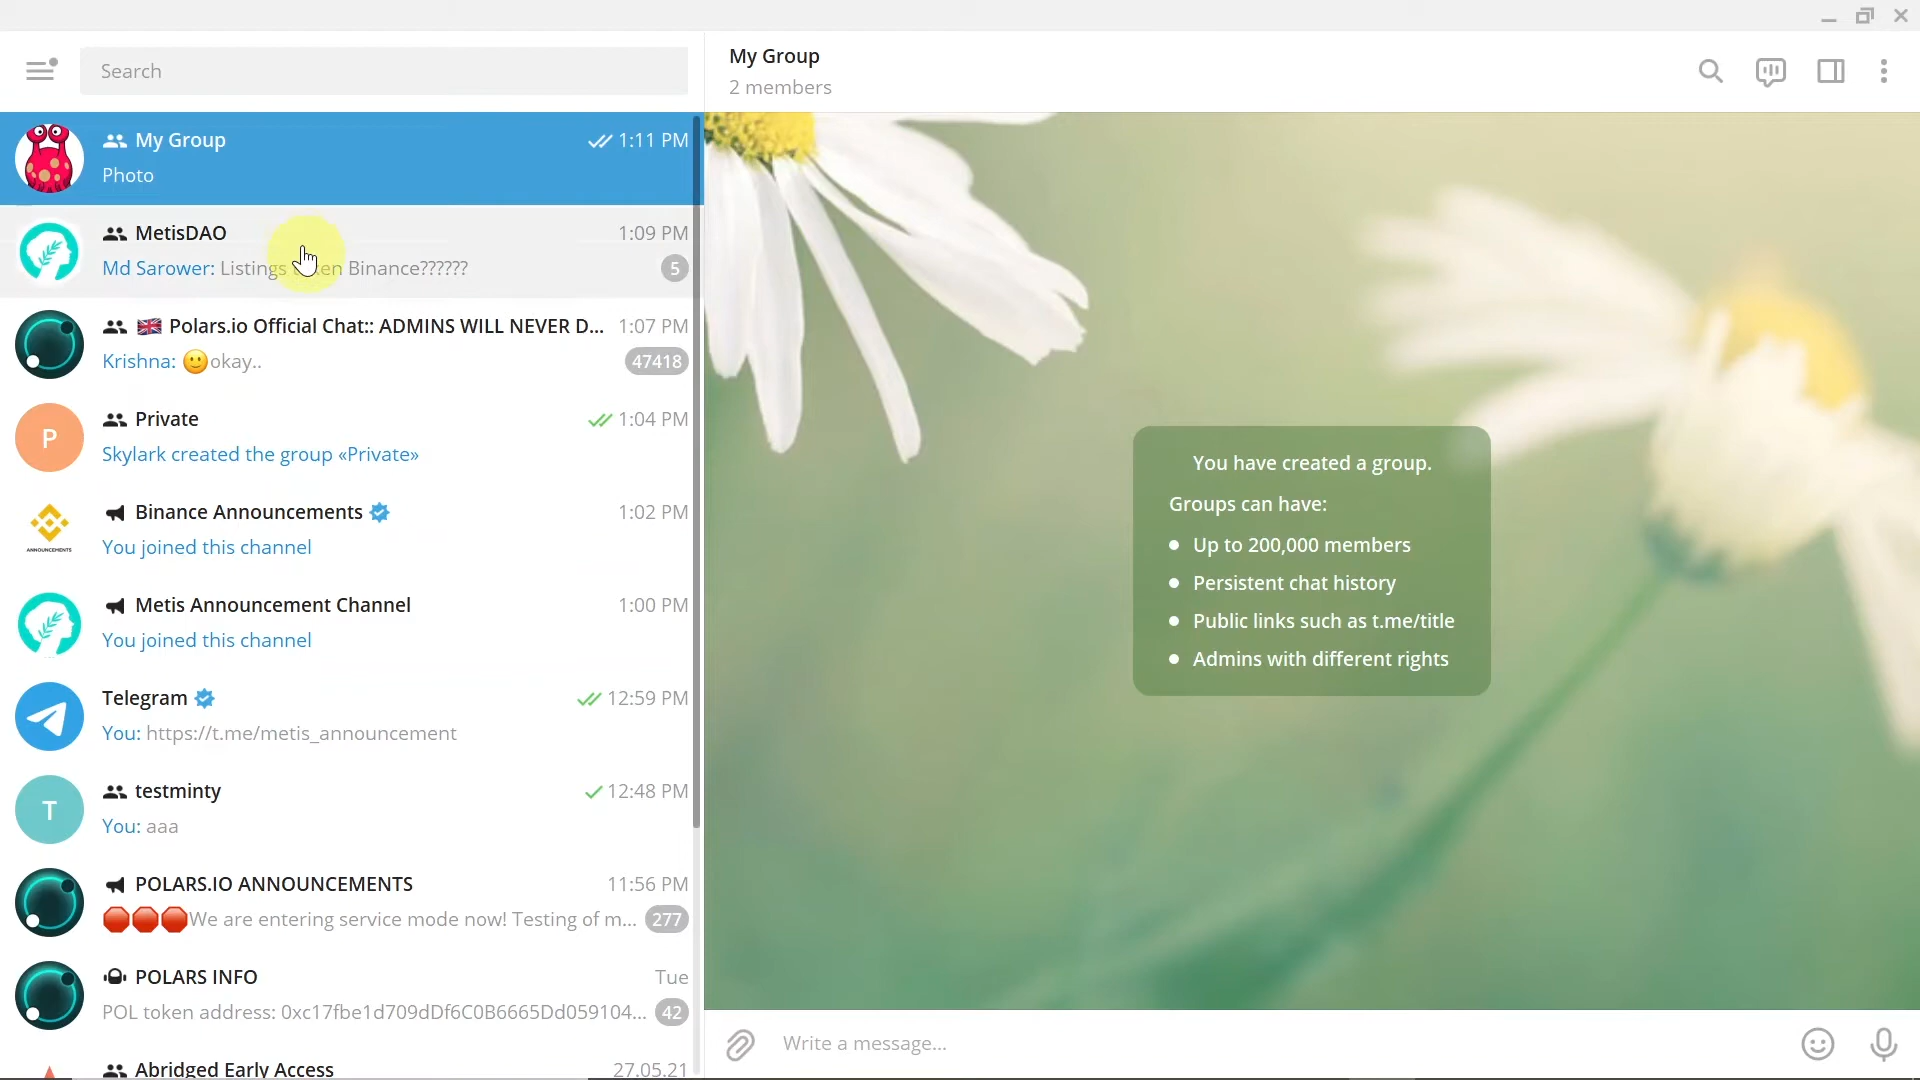 Search
My Group
2 members
My Group 1:11 PM
Photo
MetisDAO 1:09 PM
Md Sarower: Listings en Binance?????? 5
Polars.io Official Chat:: ADMINS WILL NEVER D... 1:07 PM
Krishna: 🙂okay.. 47418
P
Private 1:04 PM
Skylark created the group «Private»
ANNOUNCEMENTS
Binance Announcements 1:02 PM
You joined this channel
Metis Announcement Channel 1:00 PM
You joined this channel
Telegram 12:59 PM
You: https://t.me/metis_announcement
T
testminty 12:48 PM
You: aaa
POLARS.IO ANNOUNCEMENTS 11:56 PM
🛑🛑🛑We are entering service mode now! Testing of m... 277
POLARS INFO Tue
POL token address: 0xc17fbe1d709dDf6C0B6665Dd059104... 42
Abridged Early Access 27.05.21
You have created a group.
Groups can have:
Up to 200,000 members
Persistent chat history
Public links such as t.me/title
Admins with different rights
Write a message...